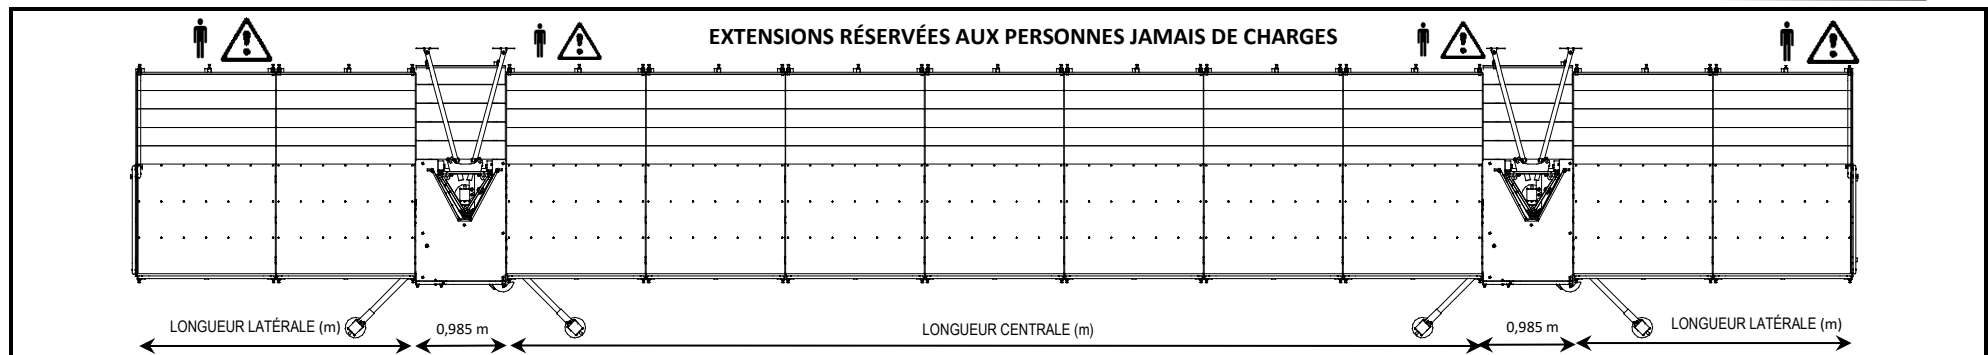 EXTENSIONS RÉSERVÉES AUX PERSONNES JAMAIS DE CHARGES
LONGUEUR LATÉRALE (m)
0,985 m
LONGUEUR CENTRALE (m)
0,985 m
LONGUEUR LATÉRALE (m)